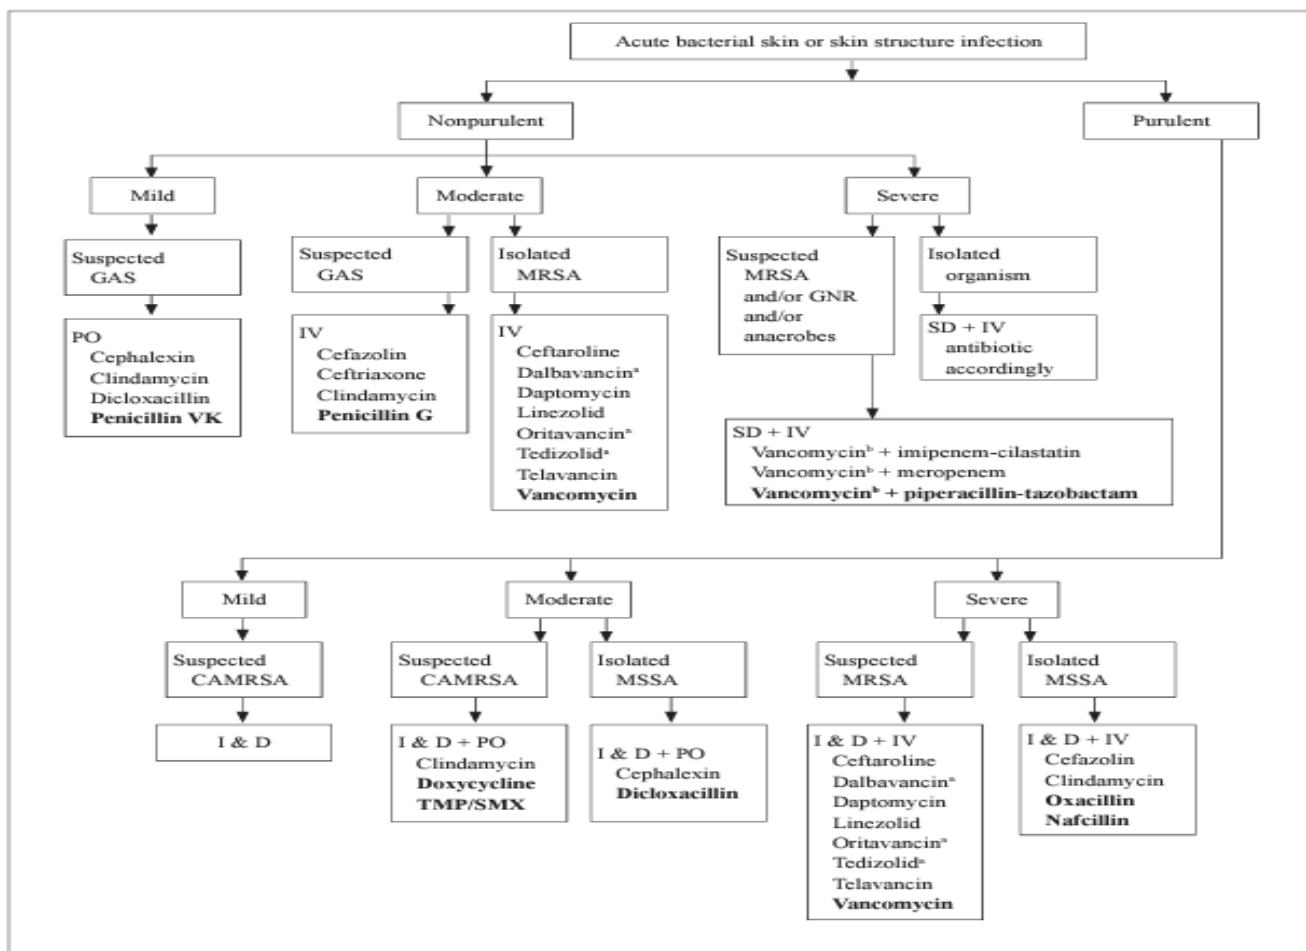 Acute bacterial skin or skin structure infection
Nonpurulent
Purulent
Mild
Moderate
Severe
Suspected
GAS
Suspected
GAS
Isolated
MRSA
Suspected
MRSA
and/or GNR
and/or
anaerobes
Isolated
organism
PO
Cephalexin
Clindamycin
Dicloxacillin
Penicillin VK
IV
Cefazolin
Ceftriaxone
Clindamycin
Penicillin G
IV
Ceftaroline
Dalbavancinᵃ
Daptomycin
Linezolid
Oritavancinᵃ
Tedizolidᵃ
Telavancin
Vancomycin
SD + IV
antibiotic
accordingly
SD + IV
Vancomycinᵇ + imipenem-cilastatin
Vancomycinᵇ + meropenem
Vancomycinᵇ + piperacillin-tazobactam
Mild
Moderate
Severe
Suspected
CAMRSA
Suspected
CAMRSA
Isolated
MSSA
Suspected
MRSA
Isolated
MSSA
I & D
I & D + PO
Clindamycin
Doxycycline
TMP/SMX
I & D + PO
Cephalexin
Dicloxacillin
I & D + IV
Ceftaroline
Dalbavancinᵃ
Daptomycin
Linezolid
Oritavancinᵃ
Tedizolidᵃ
Telavancin
Vancomycin
I & D + IV
Cefazolin
Clindamycin
Oxacillin
Nafcillin